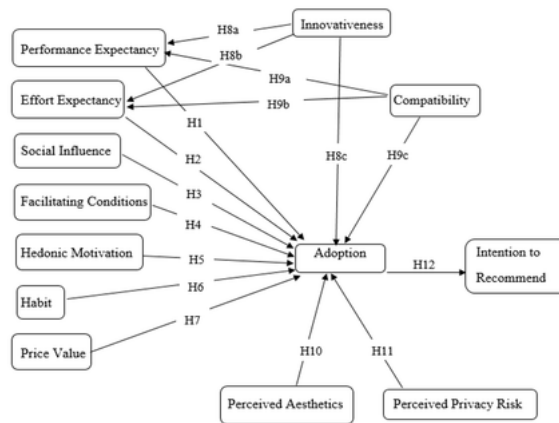 Innovativeness
H8a
Performance Expectancy
H8b
H9a
Effort Expectancy
H9b
Compatibility
H1
Social Influence
H2
H8c
H9c
H3
Facilitating Conditions
H4
Hedonic Motivation
H5
Adoption
H12
Intention to
Recommend
Habit
H6
H7
Price Value
H10
H11
Perceived Aesthetics
Perceived Privacy Risk